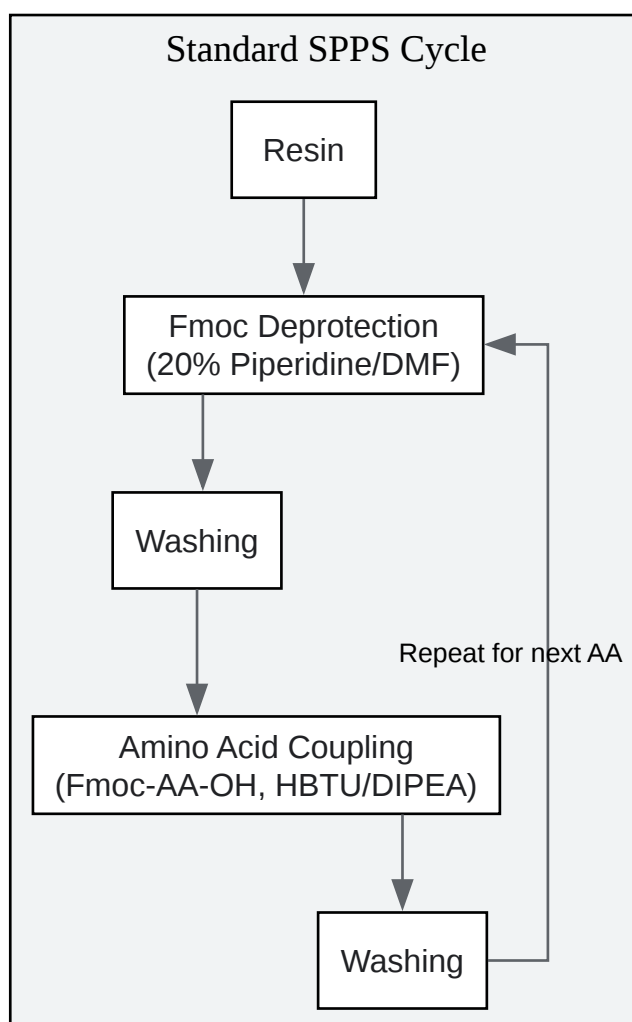 Standard SPPS Cycle
Resin
Fmoc Deprotection
(20% Piperidine/DMF)
Washing
Repeat for next AA
Amino Acid Coupling
(Fmoc-AA-OH, HBTU/DIPEA)
Washing